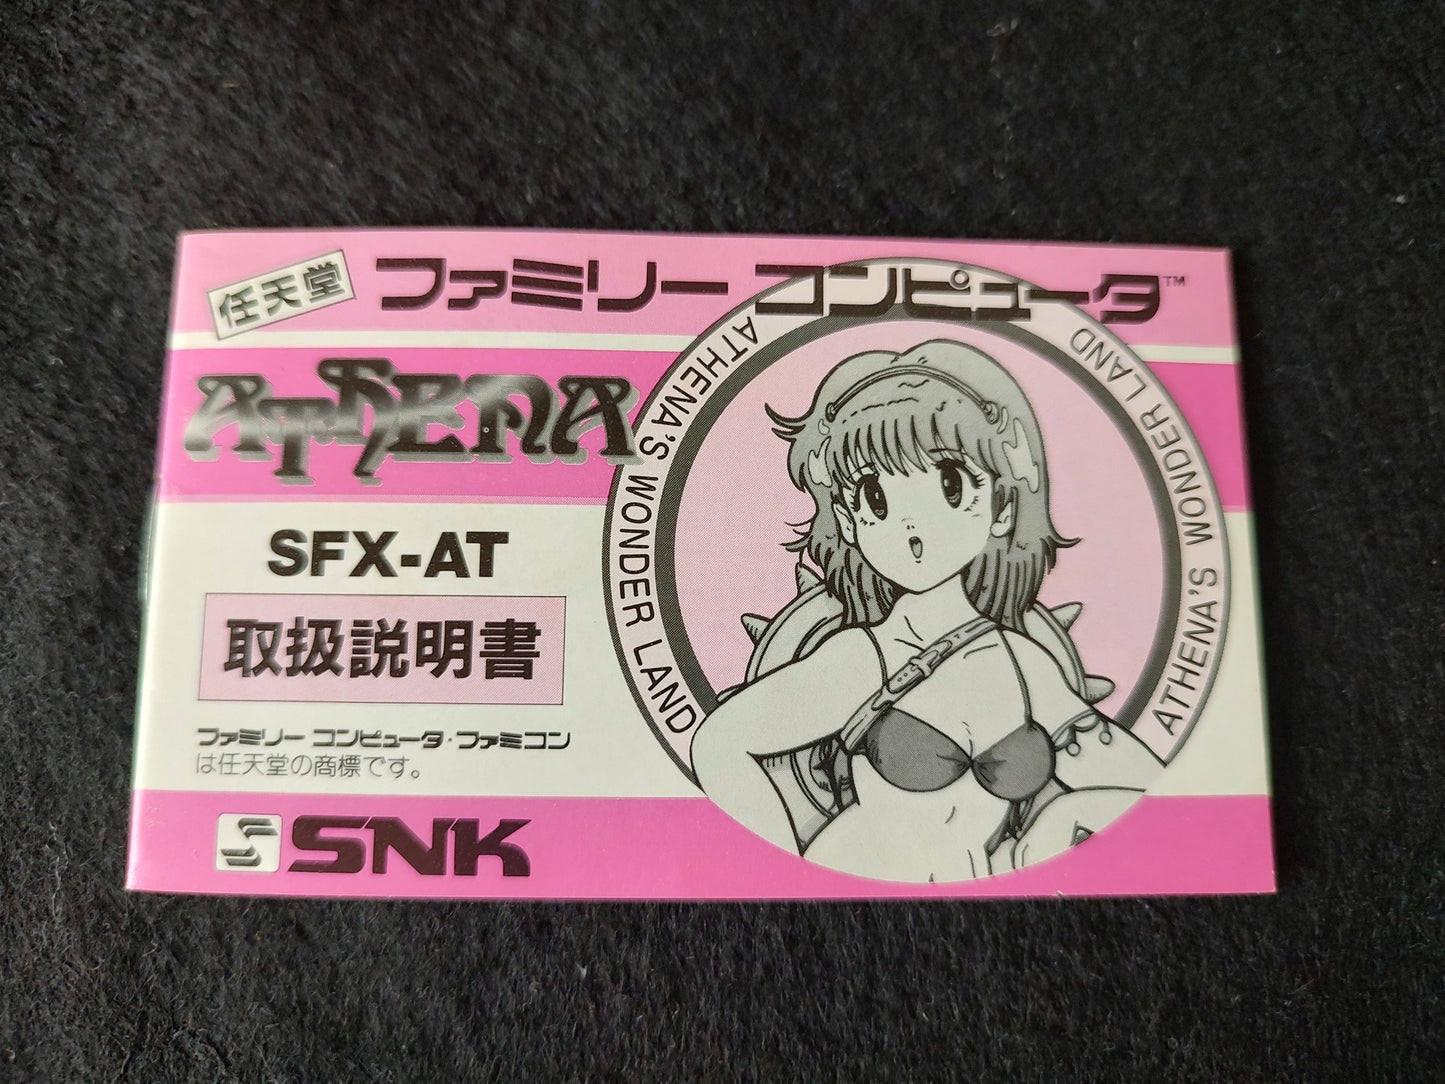 任天堂 ファミリー コンピュータ™
ATHENA
SFX-AT
取扱説明書
ファミリー コンピュータ・ファミコン
は任天堂の商標です。
S SNK
ATHENA'S WONDER LAND
ATHENA'S WONDER LAND